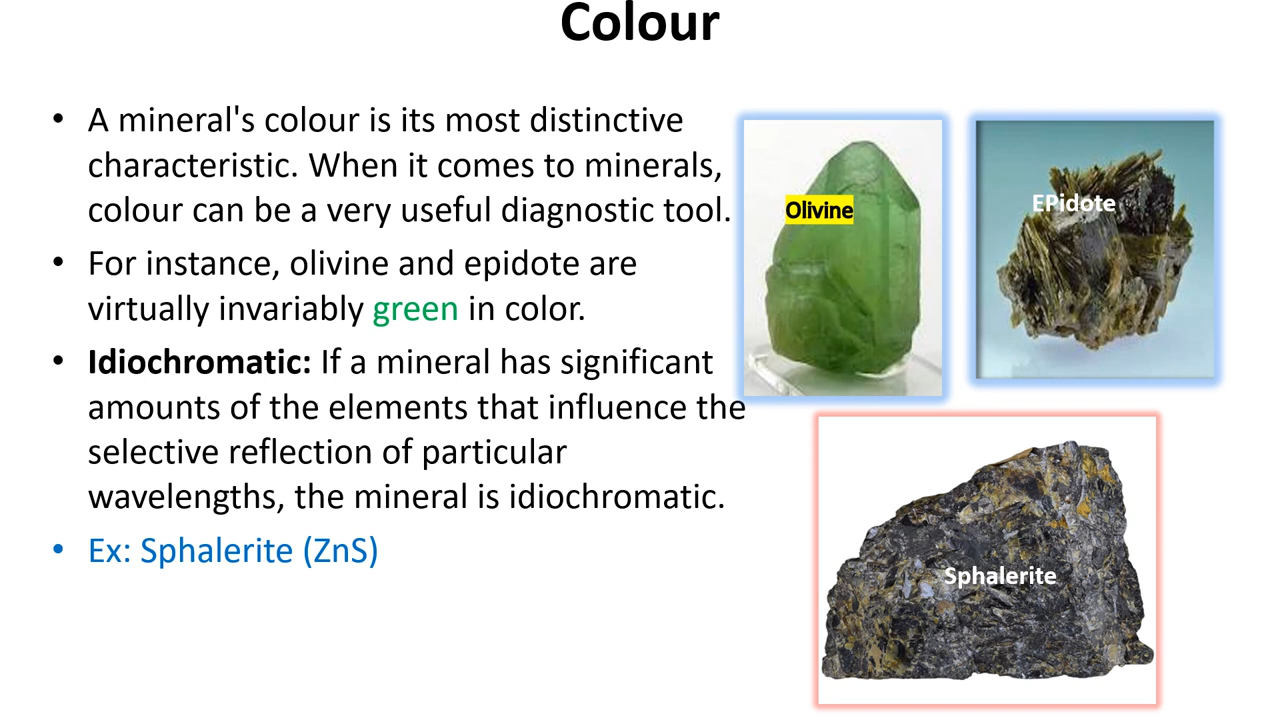 Colour
• A mineral's colour is its most distinctive
characteristic. When it comes to minerals,
colour can be a very useful diagnostic tool.
• For instance, olivine and epidote are
virtually invariably green in color.
• Idiochromatic: If a mineral has significant
amounts of the elements that influence the
selective reflection of particular
wavelengths, the mineral is idiochromatic.
• Ex: Sphalerite (ZnS)
Olivine
EPidote
Sphalerite